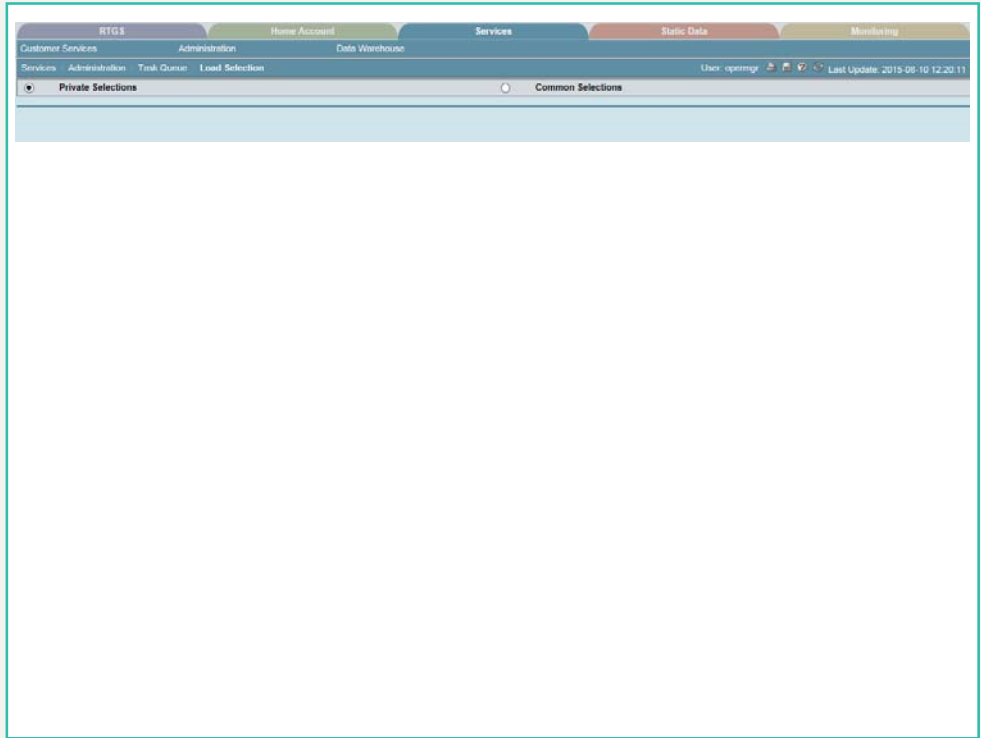 RTGS Home Account Services Static Data Monitoring
Customer Services Administration Data Warehouse
Services Administration Task Queue Load Selection User: opermgr Last Update: 2015-08-10 12:20:11
Private Selections Common Selections